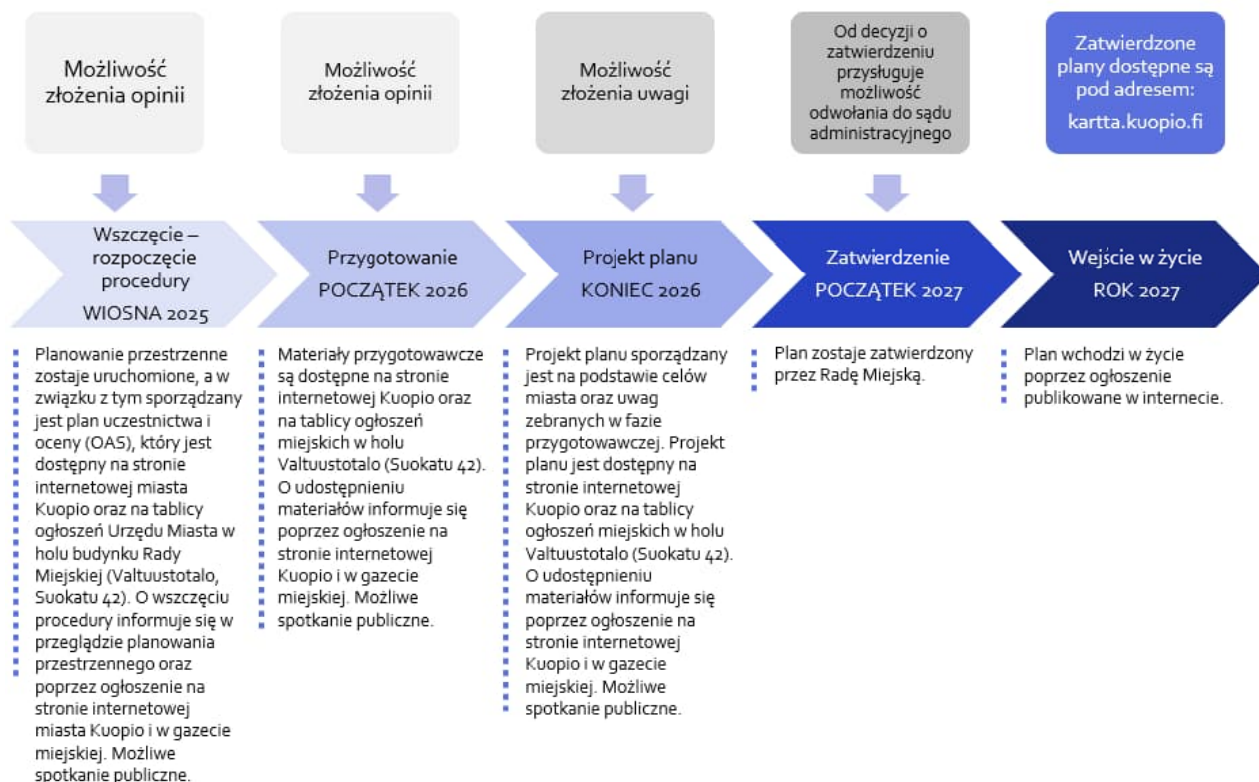 Możliwość
złożenia opinii
Możliwość
złożenia opinii
Możliwość
złożenia uwagi
Od decyzji o
zatwierdzeniu
przysługuje
możliwość
odwołania do sądu
administracyjnego
Zatwierdzone
plany dostępne są
pod adresem:
kartta.kuopio.fi
Wszczęcie –
rozpoczęcie
procedury
WIOSNA 2025
Przygotowanie
POCZĄTEK 2026
Projekt planu
KONIEC 2026
Zatwierdzenie
POCZĄTEK 2027
Wejście w życie
ROK 2027
Planowanie przestrzenne
zostaje uruchomione, a w
związku z tym sporządzany
jest plan uczestnictwa i
oceny (OAS), który jest
dostępny na stronie
internetowej miasta
Kuopio oraz na tablicy
ogłoszeń Urzędu Miasta w
holu budynku Rady
Miejskiej (Valtuustotalo,
Suokatu 42). O wszczęciu
procedury informuje się w
przeglądzie planowania
przestrzennego oraz
poprzez ogłoszenie na
stronie internetowej
miasta Kuopio i w gazecie
miejskiej. Możliwe
spotkanie publiczne.
Materiały przygotowawcze
są dostępne na stronie
internetowej Kuopio oraz
na tablicy ogłoszeń
miejskich w holu
Valtuustotalo (Suokatu 42).
O udostępnieniu
materiałów informuje się
poprzez ogłoszenie na
stronie internetowej
Kuopio i w gazecie
miejskiej. Możliwe
spotkanie publiczne.
Projekt planu sporządzany
jest na podstawie celów
miasta oraz uwag
zebranych w fazie
przygotowawczej. Projekt
planu jest dostępny na
stronie internetowej
Kuopio oraz na tablicy
ogłoszeń miejskich w holu
Valtuustotalo (Suokatu 42).
O udostępnieniu
materiałów informuje się
poprzez ogłoszenie na
stronie internetowej
Kuopio i w gazecie
miejskiej. Możliwe
spotkanie publiczne.
Plan zostaje zatwierdzony
przez Radę Miejską.
Plan wchodzi w życie
poprzez ogłoszenie
publikowane w internecie.